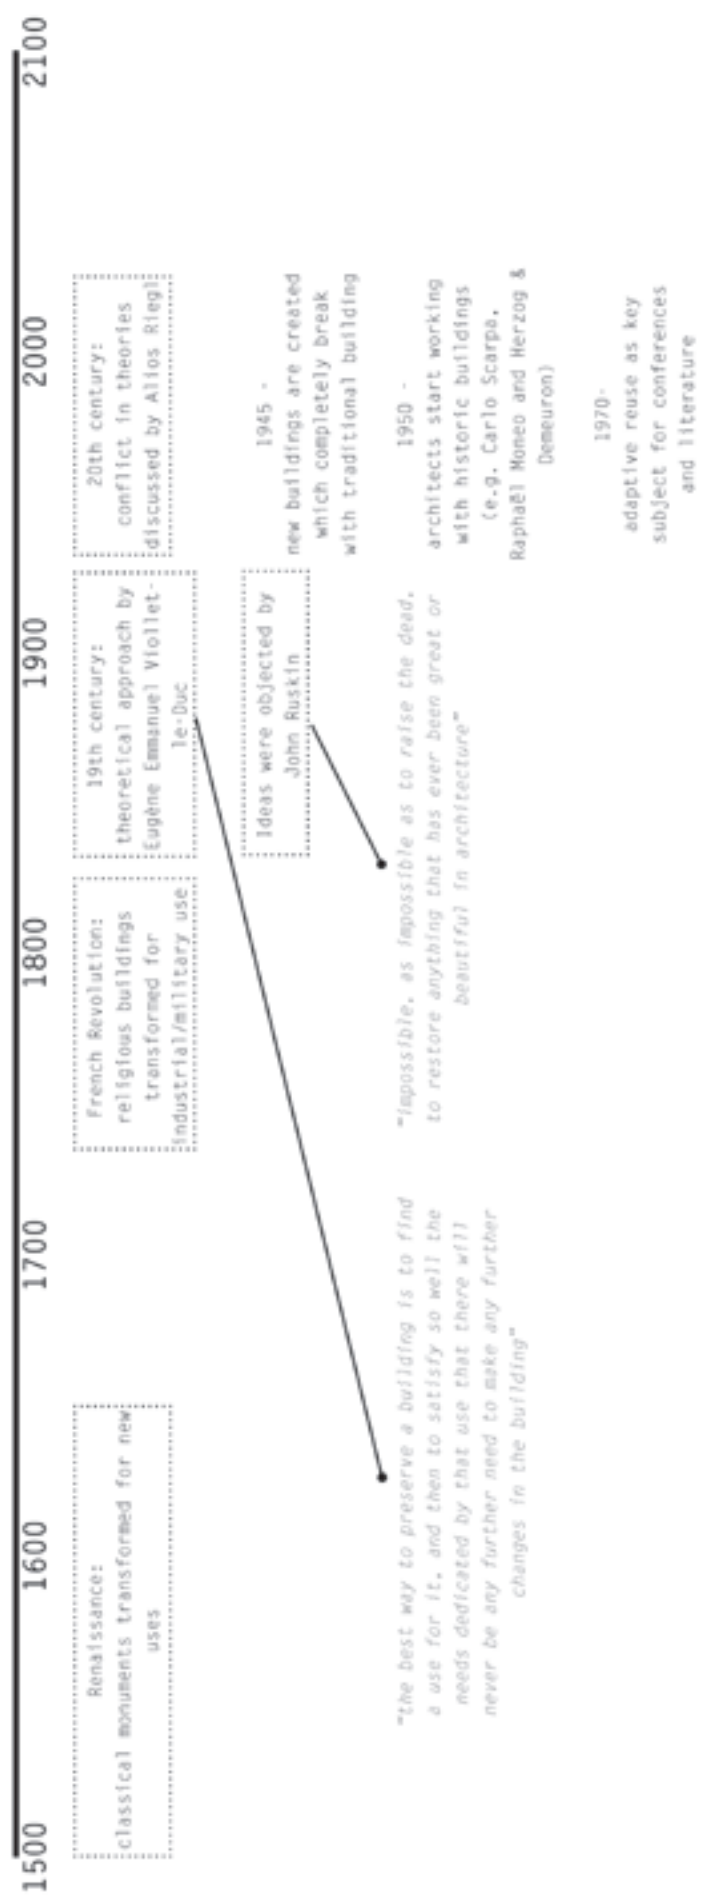 1500
1600
1700
1800
1900
2000
2100
Renaissance:
classical monuments transformed for new
uses
French Revolution:
religious buildings
transformed for
industrial/military use
19th century:
theoretical approach by
Eugène Emmanuel Viollet-
le-Duc
20th century:
conflict in theories
discussed by Alios Riegl
Ideas were objected by
John Ruskin
1945 -
new buildings are created
which completely break
with traditional building
"the best way to preserve a building is to find
a use for it, and then to satisfy so well the
needs dedicated by that use that there will
never be any further need to make any further
changes in the building"
"Impossible, as impossible as to raise the dead,
to restore anything that has ever been great or
beautiful in architecture"
1950 -
architects start working
with historic buildings
(e.g. Carlo Scarpa,
Raphaël Moneo and Herzog &
Demeuron)
1970-
adaptive reuse as key
subject for conferences
and literature